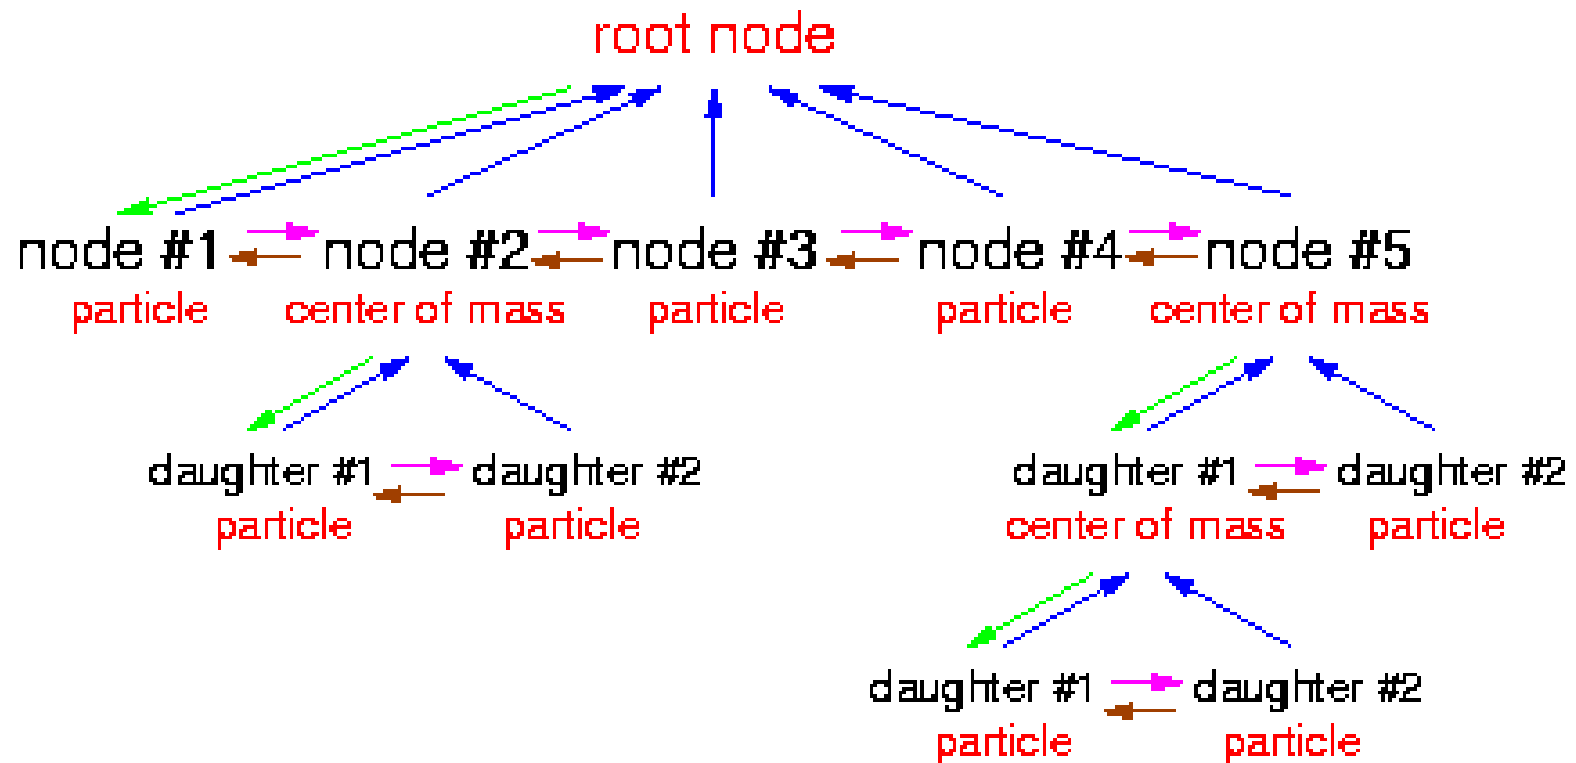 root node
node #1 node #2 node #3 node #4 node #5
particle center of mass particle particle center of mass
daughter #1 daughter #2 daughter #1 daughter #2
particle particle center of mass particle
daughter #1 daughter #2
particle particle